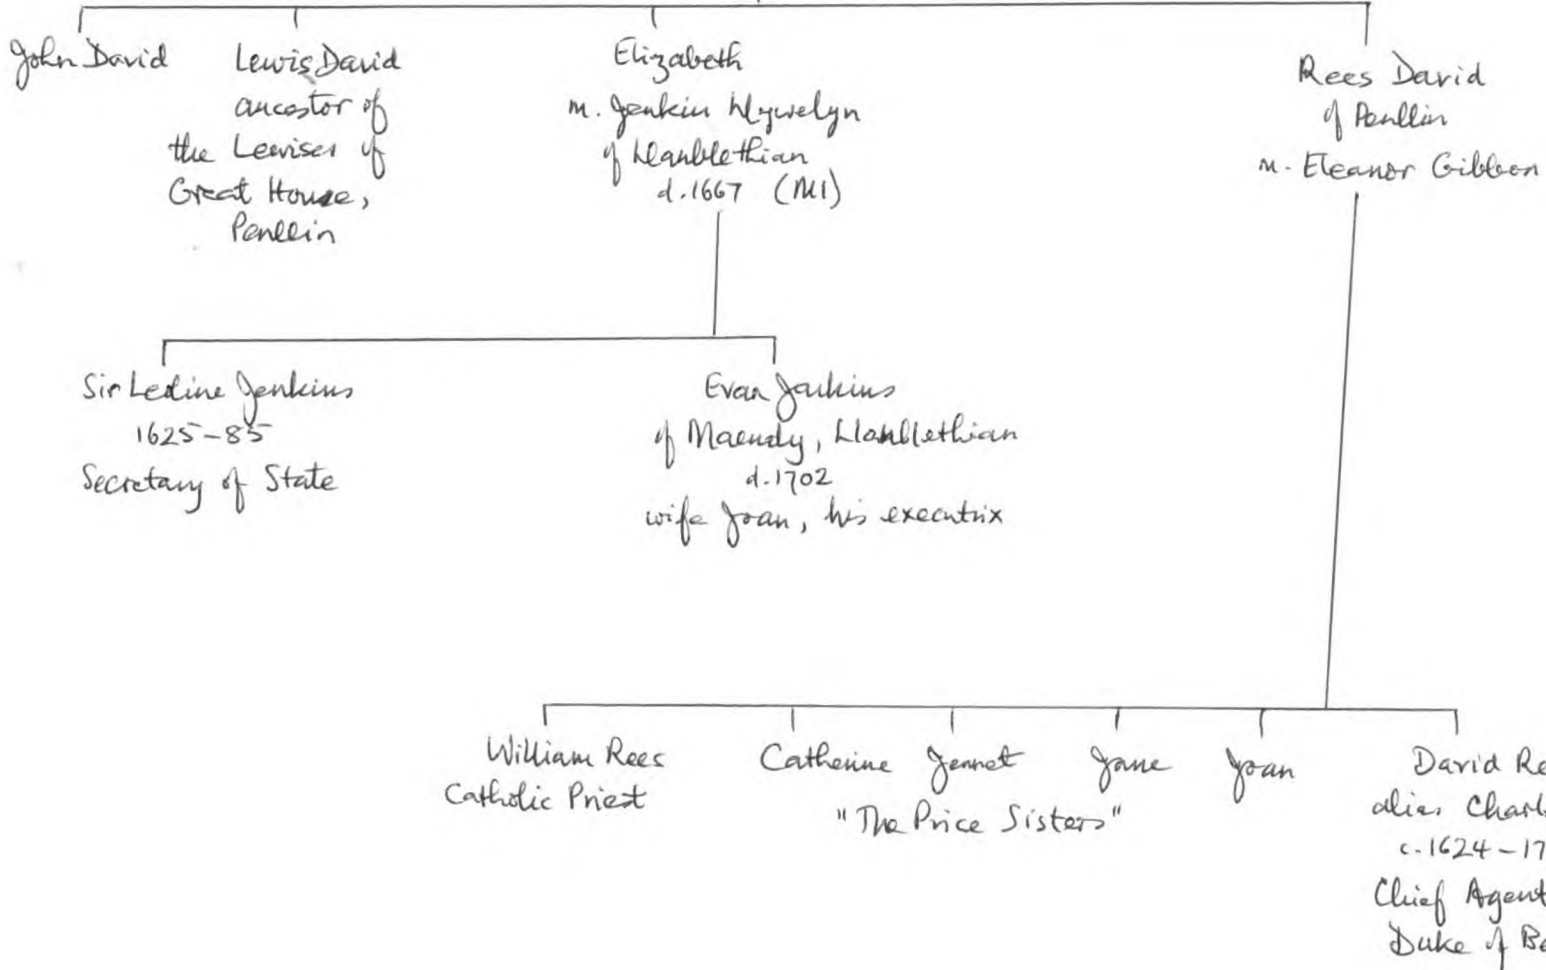 John David
Lewis David
ancestor of
the Lewises of
Great House,
Penllin
Elizabeth
m. Jenkin Llywelyn
of Llanblethian
d.1667 (MI)
Rees David
of Penllin
m. Eleanor Gibbon
Sir Leoline Jenkins
1625-85
Secretary of State
Evan Jenkins
of Maendy, Llanblethian
d.1702
wife Joan, his executrix
William Rees
Catholic Priest
Catherine Jennet Jane Joan
"The Price Sisters"
David Re
alias Charl
c.1624-17
Chief Agent
Duke of Be